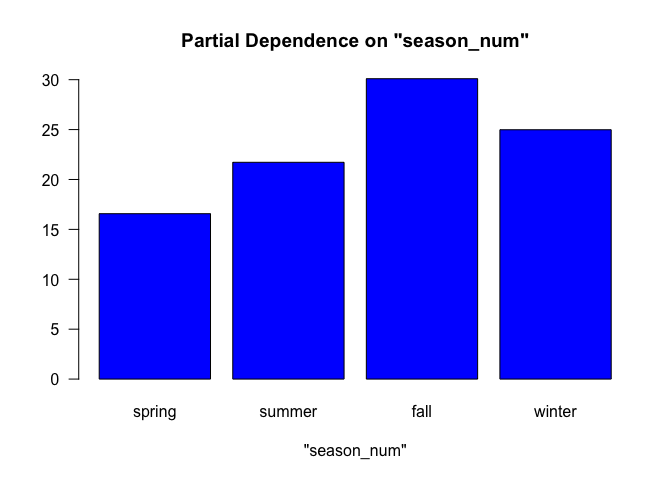 Partial Dependence on "season_num"
30
25
20
15
10
5
0
spring summer fall winter
"season_num"